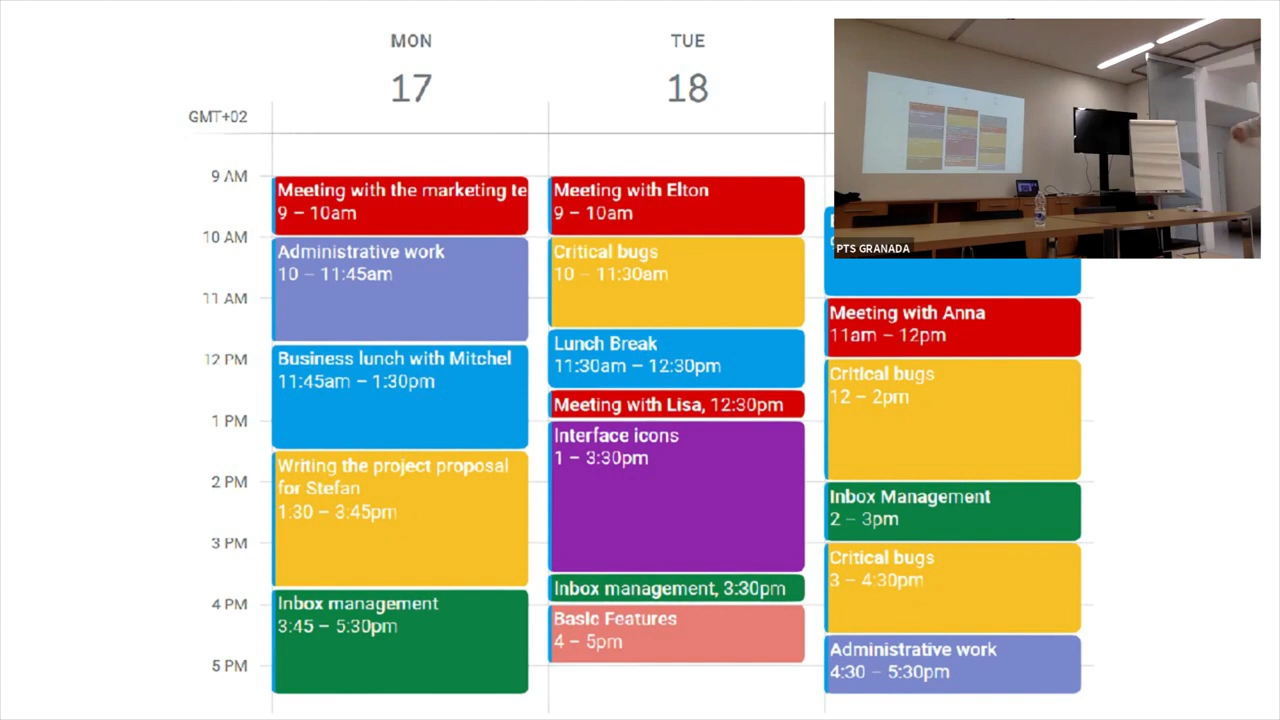 MON
TUE
17
18
GMT+02
9 AM
10 AM
11 AM
12 PM
1 PM
2 PM
3 PM
4 PM
5 PM
Meeting with the marketing te
9 – 10am
Administrative work
10 – 11:45am
Business lunch with Mitchel
11:45am – 1:30pm
Writing the project proposal
for Stefan
1:30 – 3:45pm
Inbox management
3:45 – 5:30pm
Meeting with Elton
9 – 10am
Critical bugs
10 – 11:30am
Lunch Break
11:30am – 12:30pm
Meeting with Lisa, 12:30pm
Interface icons
1 – 3:30pm
Inbox management, 3:30pm
Basic Features
4 – 5pm
Meeting with Anna
11am – 12pm
Critical bugs
12 – 2pm
Inbox Management
2 – 3pm
Critical bugs
3 – 4:30pm
Administrative work
4:30 – 5:30pm
PTS GRANADA